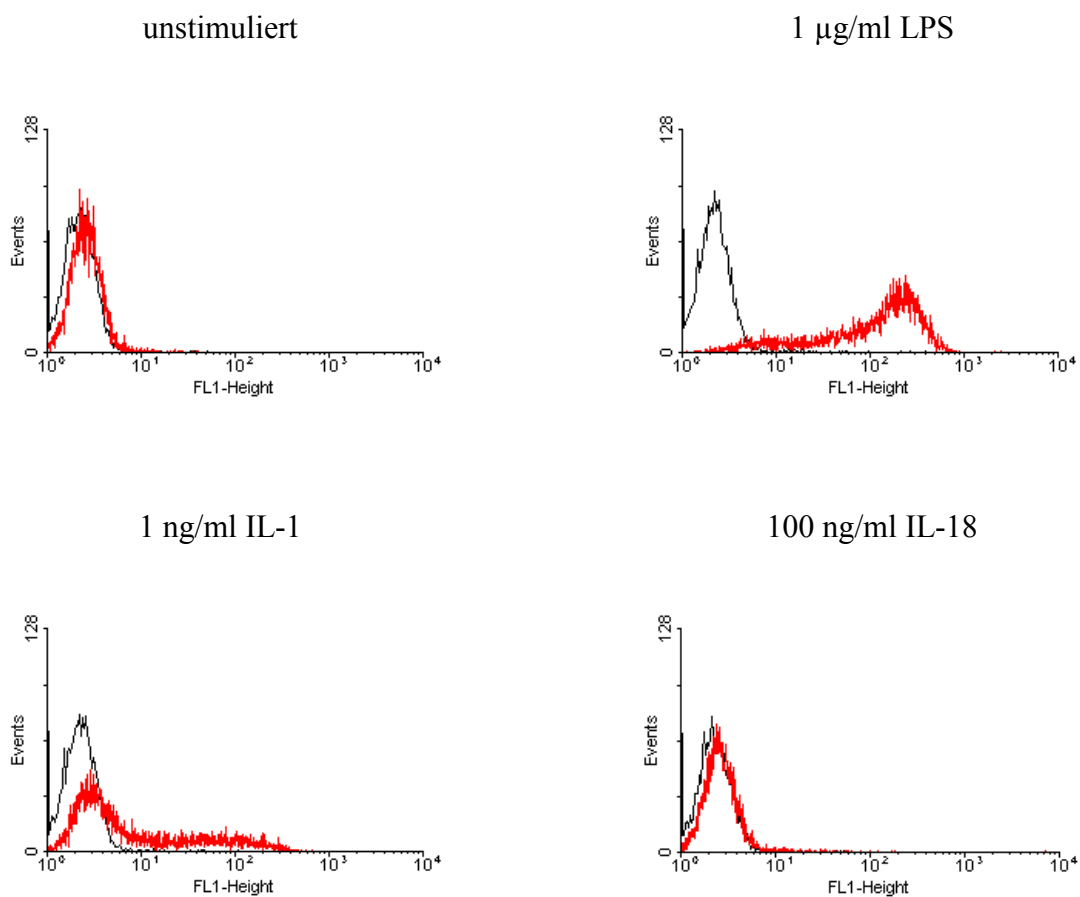 unstimuliert
1 µg/ml LPS
128
Events
0
10⁰ 10¹ 10² 10³ 10⁴
FL1-Height
128
Events
0
10⁰ 10¹ 10² 10³ 10⁴
FL1-Height
1 ng/ml IL-1
100 ng/ml IL-18
128
Events
0
10⁰ 10¹ 10² 10³ 10⁴
FL1-Height
128
Events
0
10⁰ 10¹ 10² 10³ 10⁴
FL1-Height